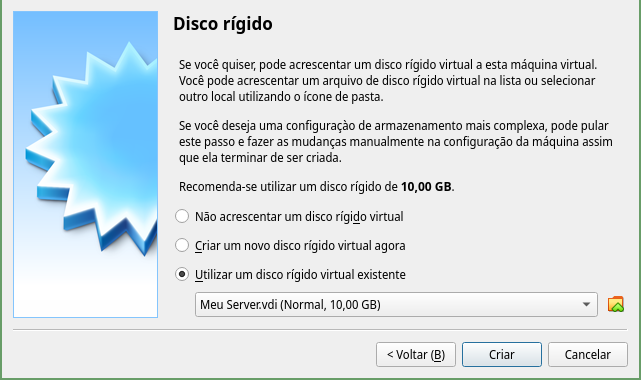 Disco rígido
Se você quiser, pode acrescentar um disco rígido virtual a esta máquina virtual.
Você pode acrescentar um arquivo de disco rígido virtual na lista ou selecionar
outro local utilizando o ícone de pasta.
Se você deseja uma configuração de armazenamento mais complexa, pode pular
este passo e fazer as mudanças manualmente na configuração da máquina assim
que ela terminar de ser criada.
Recomenda-se utilizar um disco rígido de 10,00 GB.
Não acrescentar um disco rígido virtual
Criar um novo disco rígido virtual agora
Utilizar um disco rígido virtual existente
Meu Server.vdi (Normal, 10,00 GB)
< Voltar (B)
Criar
Cancelar